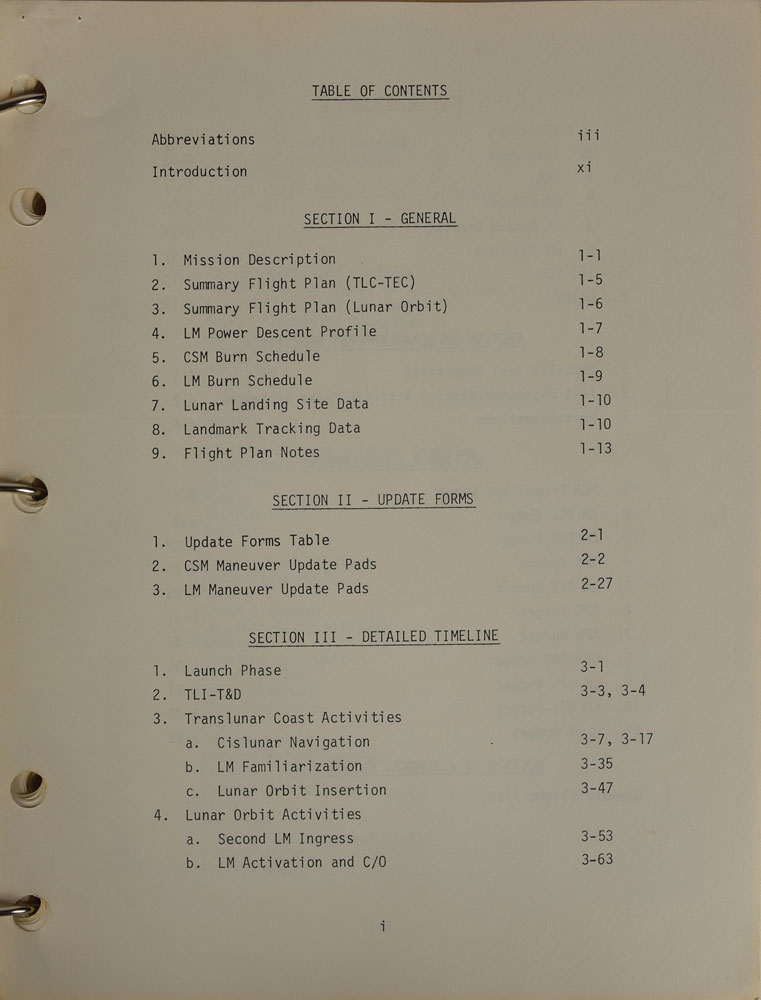 TABLE OF CONTENTS
Abbreviations iii
Introduction xi
SECTION I - GENERAL
1. Mission Description 1-1
2. Summary Flight Plan (TLC-TEC) 1-5
3. Summary Flight Plan (Lunar Orbit) 1-6
4. LM Power Descent Profile 1-7
5. CSM Burn Schedule 1-8
6. LM Burn Schedule 1-9
7. Lunar Landing Site Data 1-10
8. Landmark Tracking Data 1-10
9. Flight Plan Notes 1-13
SECTION II - UPDATE FORMS
1. Update Forms Table 2-1
2. CSM Maneuver Update Pads 2-2
3. LM Maneuver Update Pads 2-27
SECTION III - DETAILED TIMELINE
1. Launch Phase 3-1
2. TLI-T&D 3-3, 3-4
3. Translunar Coast Activities
a. Cislunar Navigation 3-7, 3-17
b. LM Familiarization 3-35
c. Lunar Orbit Insertion 3-47
4. Lunar Orbit Activities
a. Second LM Ingress 3-53
b. LM Activation and C/O 3-63
i